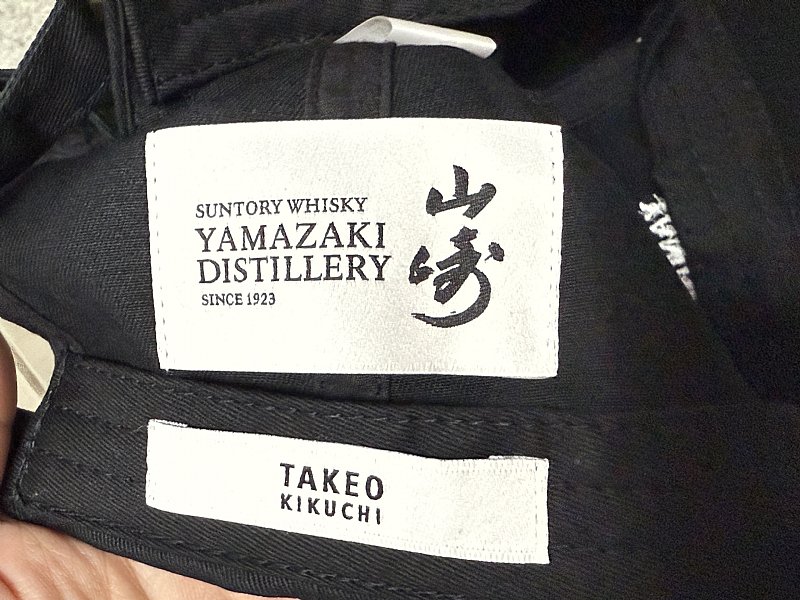 SUNTORY WHISKY
YAMAZAKI
DISTILLERY
SINCE 1923
山崎
TAKEO
KIKUCHI